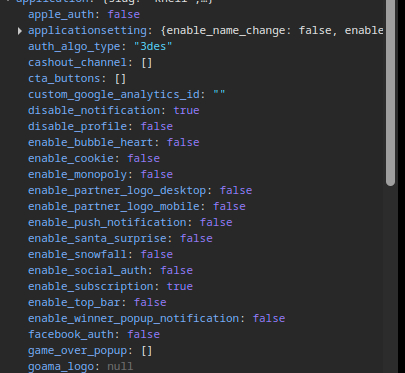 apple_auth: false
▶ applicationsetting: {enable_name_change: false, enable
auth_algo_type: "3des"
cashout_channel: []
cta_buttons: []
custom_google_analytics_id: ""
disable_notification: true
disable_profile: false
enable_bubble_heart: false
enable_cookie: false
enable_monopoly: false
enable_partner_logo_desktop: false
enable_partner_logo_mobile: false
enable_push_notification: false
enable_santa_surprise: false
enable_snowfall: false
enable_social_auth: false
enable_subscription: true
enable_top_bar: false
enable_winner_popup_notification: false
facebook_auth: false
game_over_popup: []
goama_logo: null